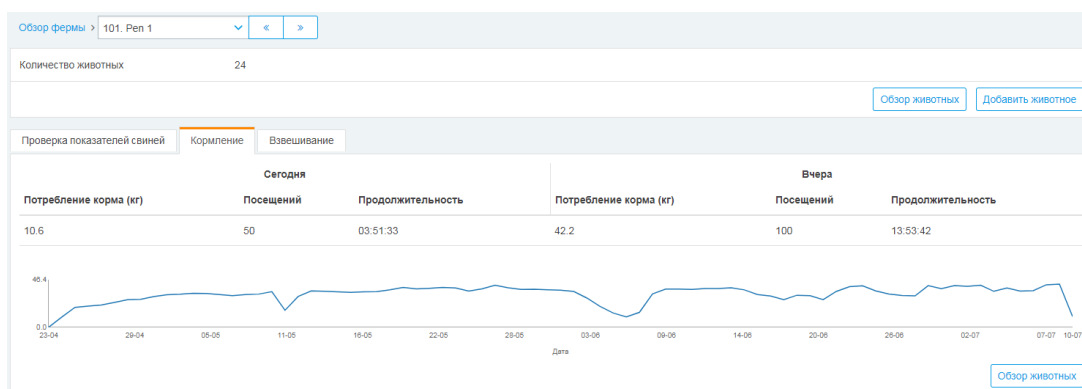 Обзор фермы > 101. Pen 1 « »
Количество животных 24
Обзор животных Добавить животное
Проверка показателей свиней Кормление Взвешивание
Сегодня Вчера
Потребление корма (кг) Посещений Продолжительность Потребление корма (кг) Посещений Продолжительность
10.6 50 03:51:33 42.2 100 13:53:42
46.4
0.0
23-04 29-04 05-05 11-05 16-05 22-05 28-05 03-06 09-06 14-06 20-06 26-06 02-07 07-07 10-07
Дата
Обзор животных